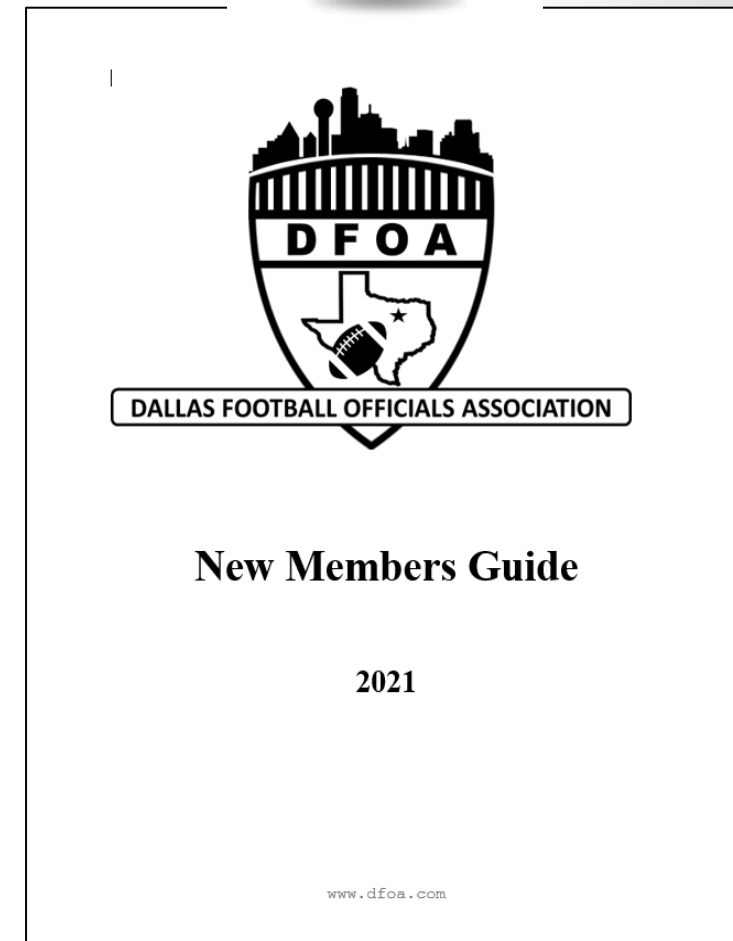 DFOA
DALLAS FOOTBALL OFFICIALS ASSOCIATION
New Members Guide
2021
www.dfoa.com